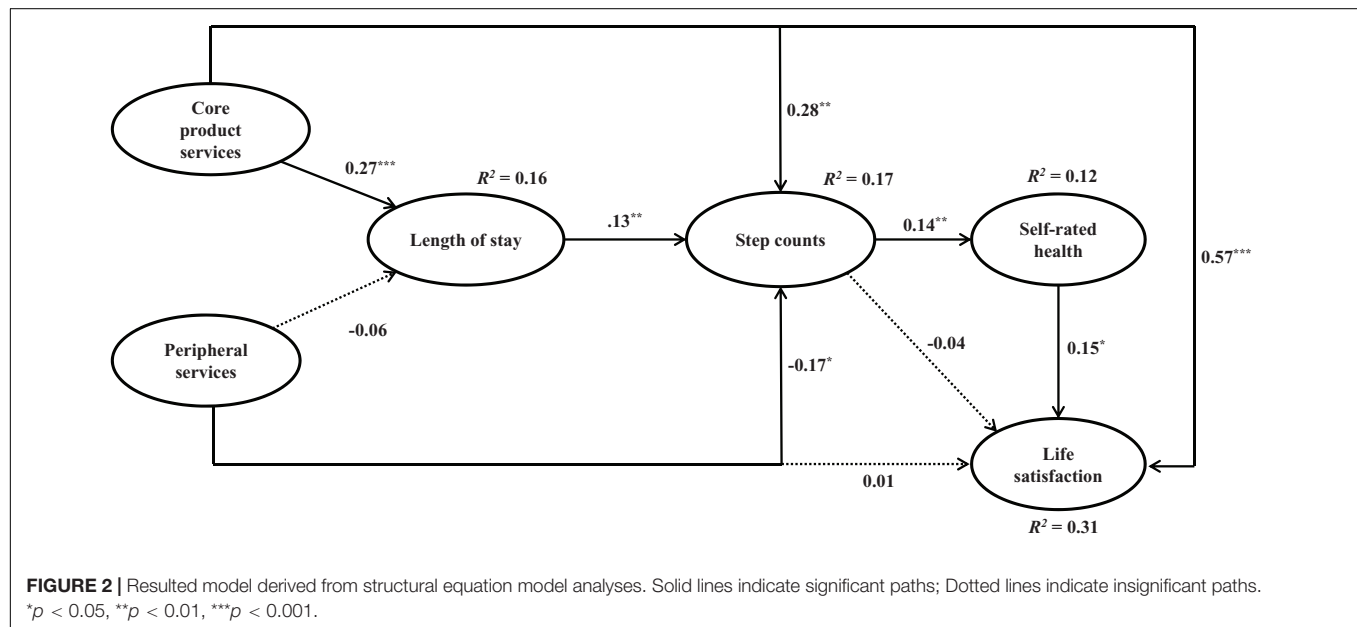 Core
product
services
0.28**
0.27***
R² = 0.16
R² = 0.17
R² = 0.12
Length of stay
.13**
Step counts
0.14**
Self-rated
health
0.57***
-0.06
Peripheral
services
-0.17*
-0.04
0.15*
Life
satisfaction
0.01
R² = 0.31
FIGURE 2 | Resulted model derived from structural equation model analyses. Solid lines indicate significant paths; Dotted lines indicate insignificant paths.
*p < 0.05, **p < 0.01, ***p < 0.001.